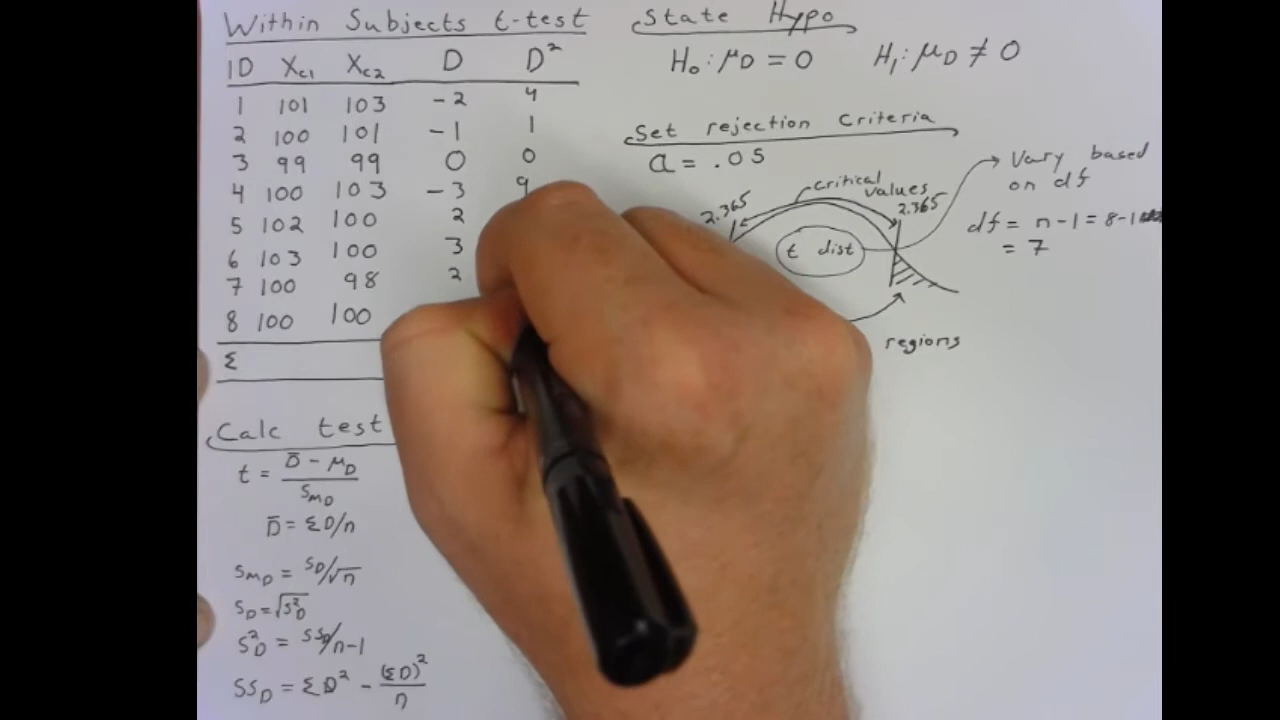 Within Subjects t-test
ID Xc1 Xc2 D D²
1 101 103 -2 4
2 100 101 -1 1
3 99 99 0 0
4 100 103 -3 9
5 102 100 2
6 103 100 3
7 100 98 2
8 100 100
Σ
Calc test
t = D̄ - μD / sMD
D̄ = ΣD/n
sMD = sD/√n
sD = √s²D
s²D = SSD/n-1
SSD = ΣD² - (ΣD)²/n
State Hypo
H₀: μD = 0 H₁: μD ≠ 0
Set rejection criteria
a = .05
critical values
2.365 2.365
t dist
regions
Vary based
on df
df = n-1 = 8-1
= 7